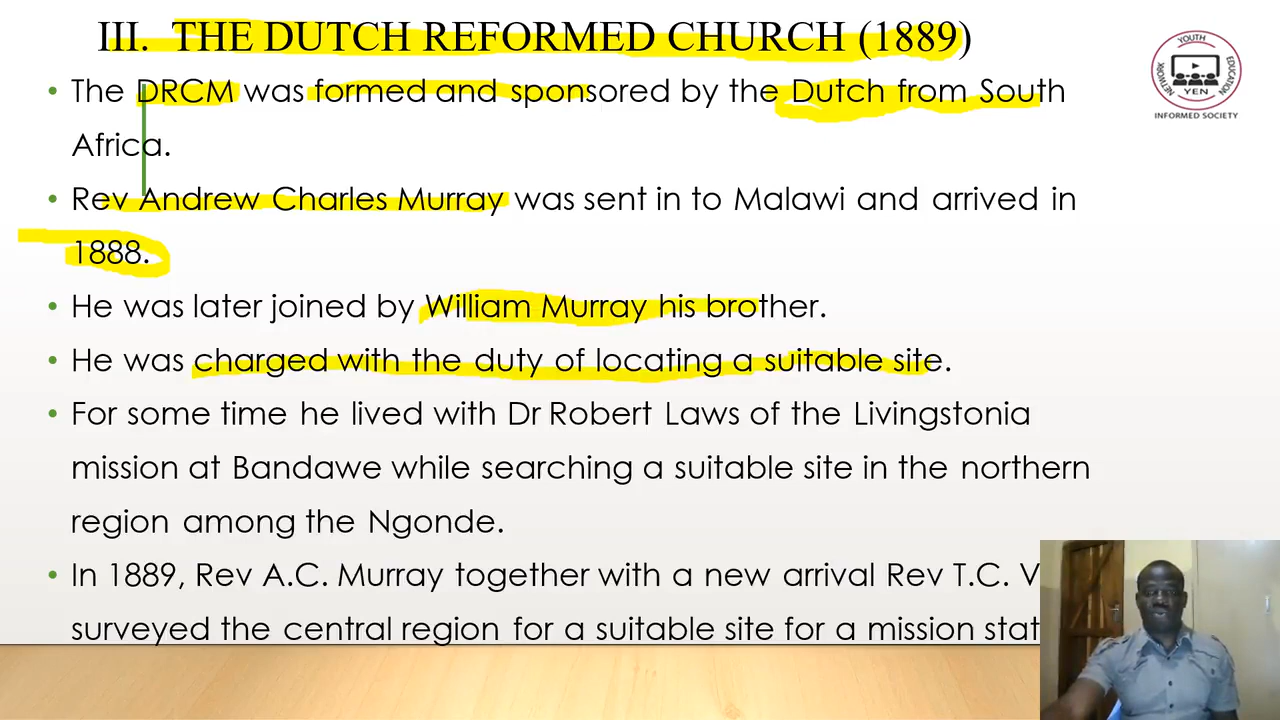 III. THE DUTCH REFORMED CHURCH (1889)
• The DRCM was formed and sponsored by the Dutch from South
Africa.
• Rev Andrew Charles Murray was sent in to Malawi and arrived in
1888.
• He was later joined by William Murray his brother.
• He was charged with the duty of locating a suitable site.
• For some time he lived with Dr Robert Laws of the Livingstonia
mission at Bandawe while searching a suitable site in the northern
region among the Ngonde.
• In 1889, Rev A.C. Murray together with a new arrival Rev T.C. V
surveyed the central region for a suitable site for a mission stat
YOUTH
EDUCATION
NETWORK
YEN
INFORMED SOCIETY